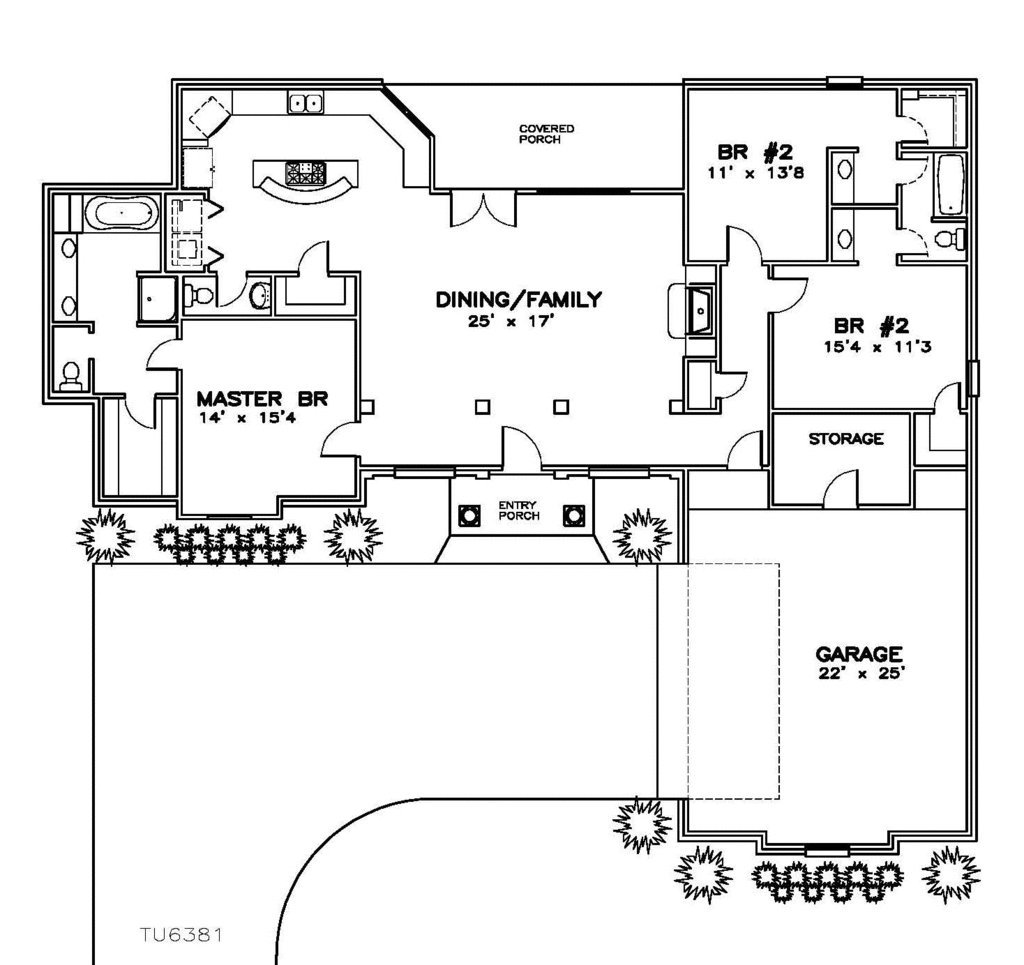 COVERED
PORCH
BR #2
11' x 13'8
DINING/FAMILY
25' x 17'
BR #2
15'4 x 11'3
MASTER BR
14' x 15'4
STORAGE
ENTRY
PORCH
GARAGE
22' x 25'
TU6381